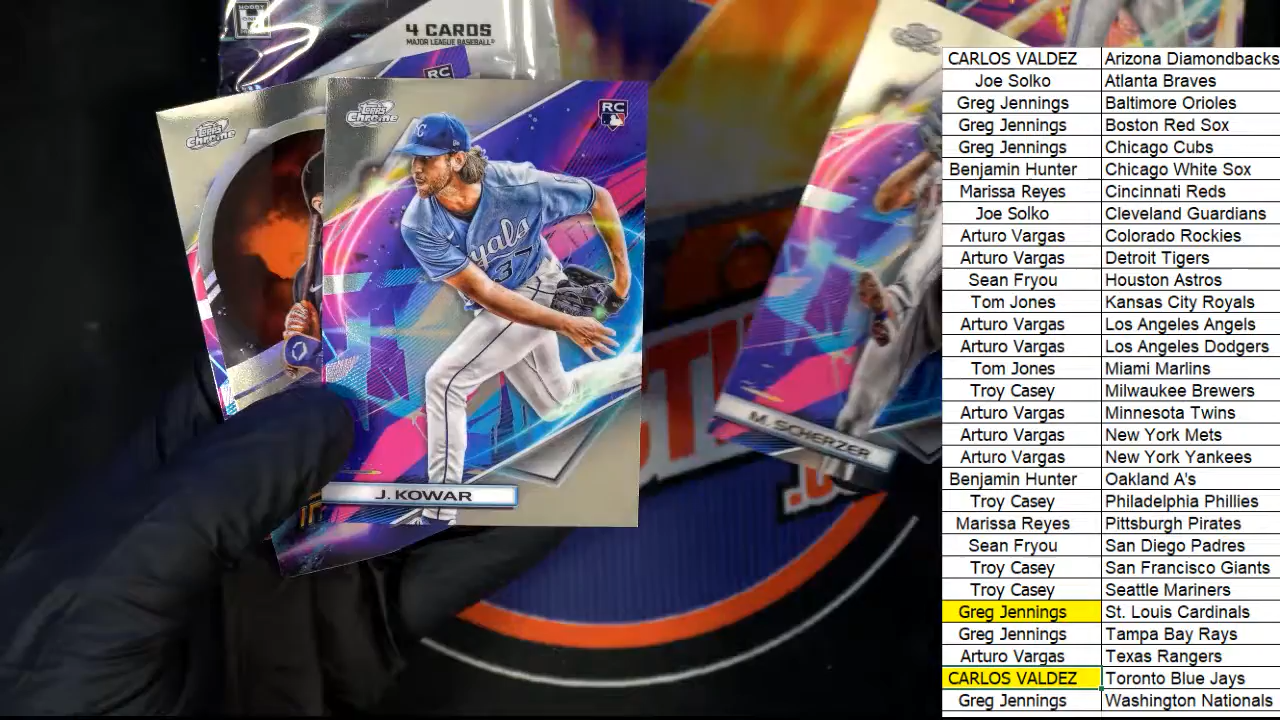 4 CARDS
MAJOR LEAGUE BASEBALL
RC
Topps Chrome
Topps Chrome
RC
Royals
37
J. KOWAR
M. SCHERZER
CARLOS VALDEZ Arizona Diamondbacks
Joe Solko Atlanta Braves
Greg Jennings Baltimore Orioles
Greg Jennings Boston Red Sox
Greg Jennings Chicago Cubs
Benjamin Hunter Chicago White Sox
Marissa Reyes Cincinnati Reds
Joe Solko Cleveland Guardians
Arturo Vargas Colorado Rockies
Arturo Vargas Detroit Tigers
Sean Fryou Houston Astros
Tom Jones Kansas City Royals
Arturo Vargas Los Angeles Angels
Arturo Vargas Los Angeles Dodgers
Tom Jones Miami Marlins
Troy Casey Milwaukee Brewers
Arturo Vargas Minnesota Twins
Arturo Vargas New York Mets
Arturo Vargas New York Yankees
Benjamin Hunter Oakland A's
Troy Casey Philadelphia Phillies
Marissa Reyes Pittsburgh Pirates
Sean Fryou San Diego Padres
Troy Casey San Francisco Giants
Troy Casey Seattle Mariners
Greg Jennings St. Louis Cardinals
Greg Jennings Tampa Bay Rays
Arturo Vargas Texas Rangers
CARLOS VALDEZ Toronto Blue Jays
Greg Jennings Washington Nationals